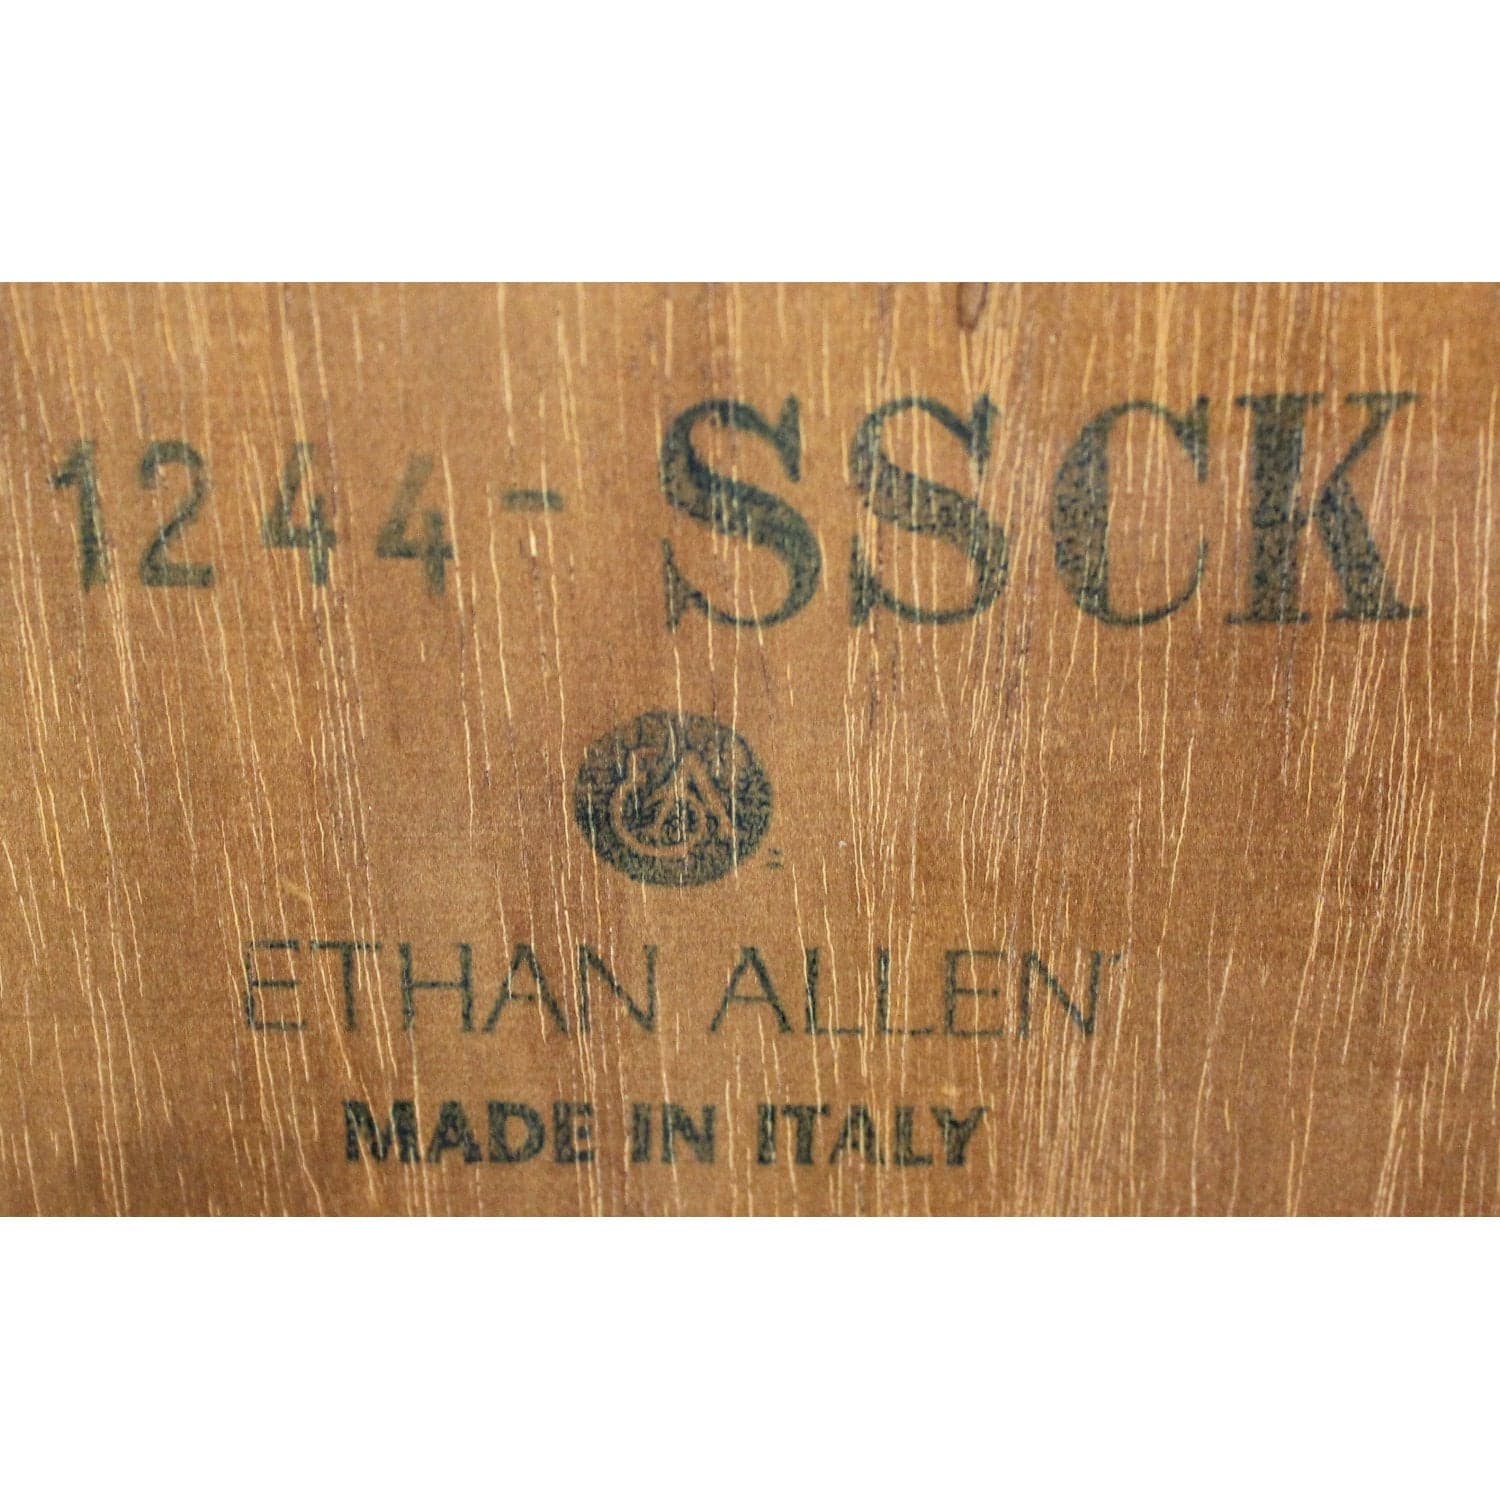 1244- SSCK
ETHAN ALLEN
MADE IN ITALY